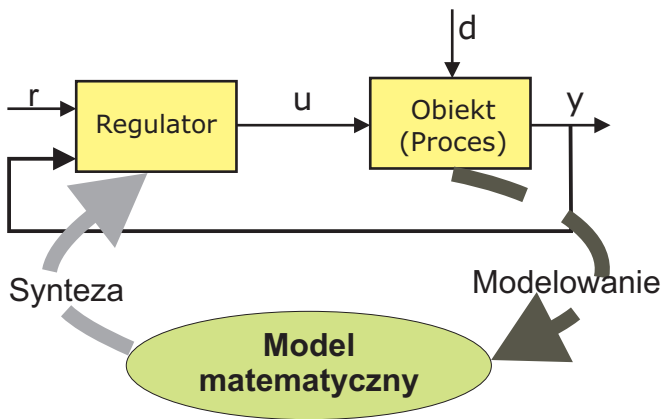 d
r
u
y
Regulator
Obiekt
(Proces)
Synteza
Modelowanie
Model
matematyczny